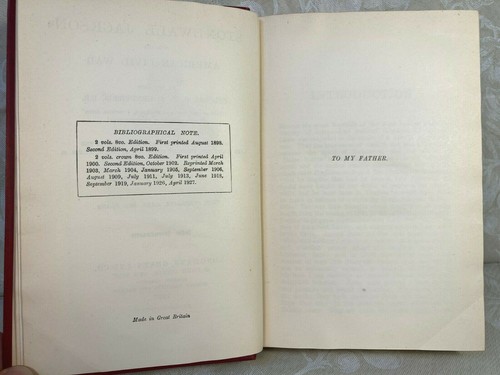 BIBLIOGRAPHICAL NOTE.
2 vols. 8vo. Edition. First printed August 1898.
Second Edition, April 1899.
2 vols. crown 8vo. Edition. First printed April
1900. Second Edition, October 1902. Reprinted March
1903, March 1904, January 1905, September 1906,
August 1909, July 1911, July 1913, June 1918,
September 1919, January 1926, April 1927.
Made in Great Britain
TO MY FATHER.